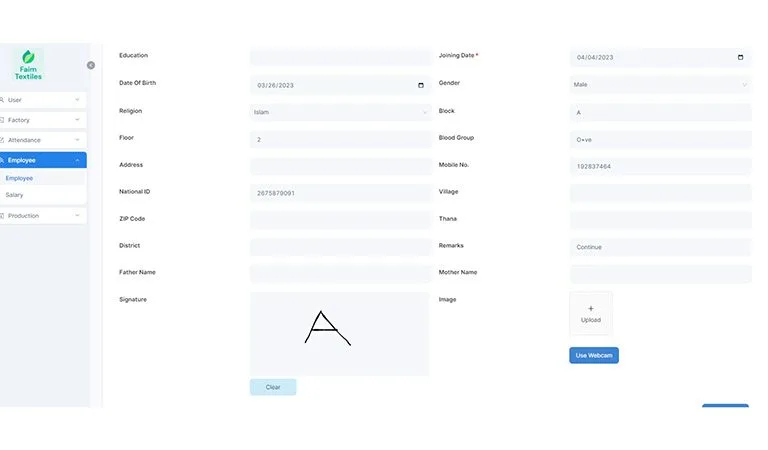 Faim
Textiles
User
Factory
Attendance
Employee
Employee
Salary
Production
Education
Joining Date *
04/04/2023
Date Of Birth
03/26/2023
Gender
Male
Religion
Islam
Block
A
Floor
2
Blood Group
O+ve
Address
Mobile No.
192837464
National ID
2675879091
Village
ZIP Code
Thana
District
Remarks
Continue
Father Name
Mother Name
Signature
A
Image
+
Upload
Use Webcam
Clear